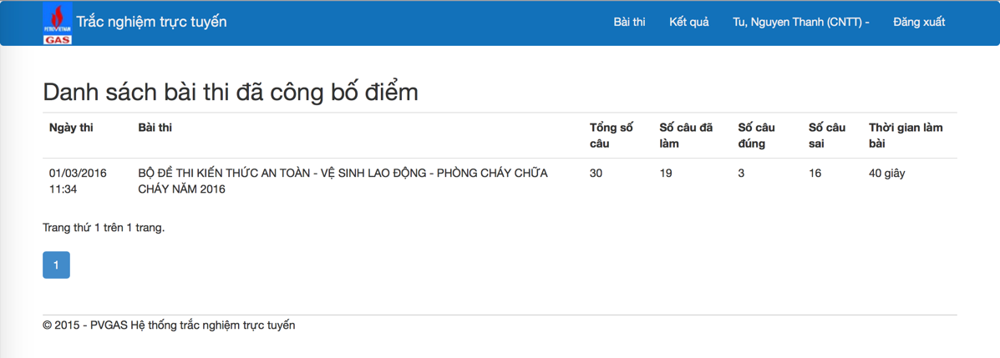 PETROVIETNAM
GAS
Trắc nghiệm trực tuyến
Bài thi
Kết quả
Tu, Nguyen Thanh (CNTT) -
Đăng xuất
Danh sách bài thi đã công bố điểm
Ngày thi
Bài thi
Tổng số
câu
Số câu đã
làm
Số câu
đúng
Số câu
sai
Thời gian làm
bài
01/03/2016
11:34
BỘ ĐỀ THI KIẾN THỨC AN TOÀN - VỆ SINH LAO ĐỘNG - PHÒNG CHÁY CHỮA
CHÁY NĂM 2016
30
19
3
16
40 giây
Trang thứ 1 trên 1 trang.
1
© 2015 - PVGAS Hệ thống trắc nghiệm trực tuyến